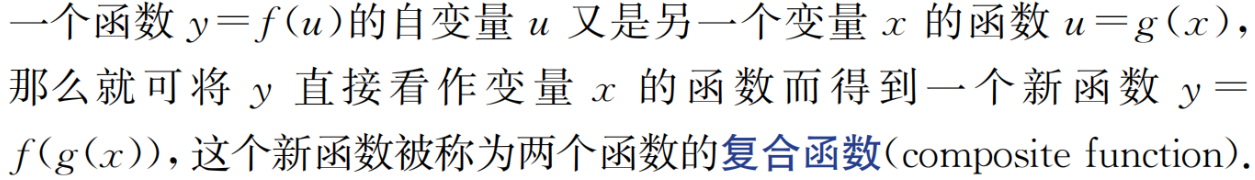 一个函数 y=f(u)的自变量 u 又是另一个变量 x 的函数 u=g(x),
那么就可将 y 直接看作变量 x 的函数而得到一个新函数 y=
f(g(x)),这个新函数被称为两个函数的复合函数(composite function).